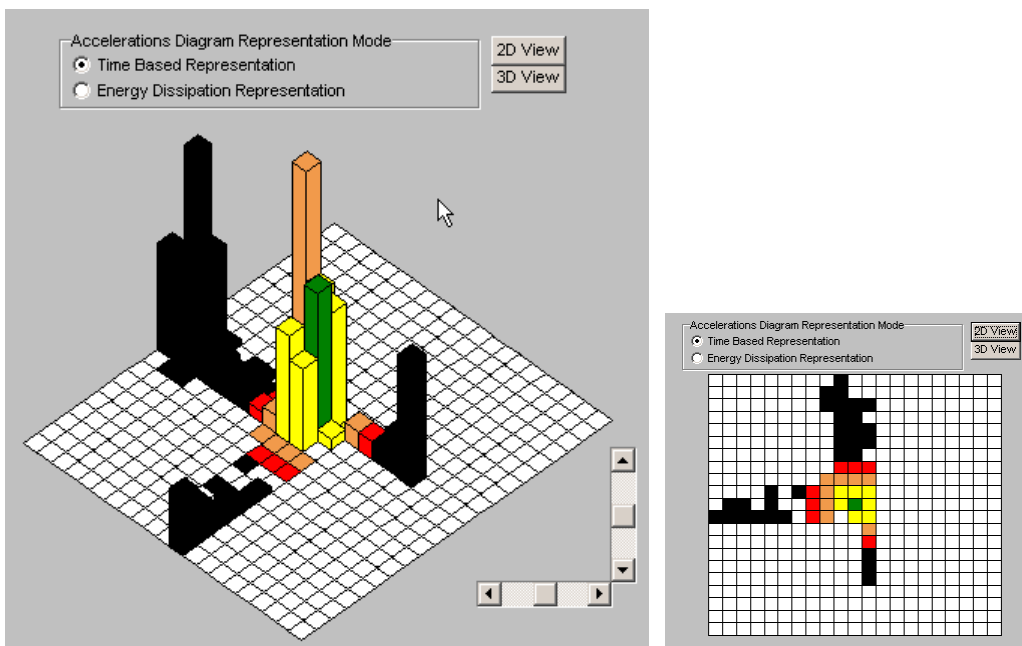 Accelerations Diagram Representation Mode
Time Based Representation
Energy Dissipation Representation
2D View
3D View
Accelerations Diagram Representation Mode
Time Based Representation
Energy Dissipation Representation
2D View
3D View